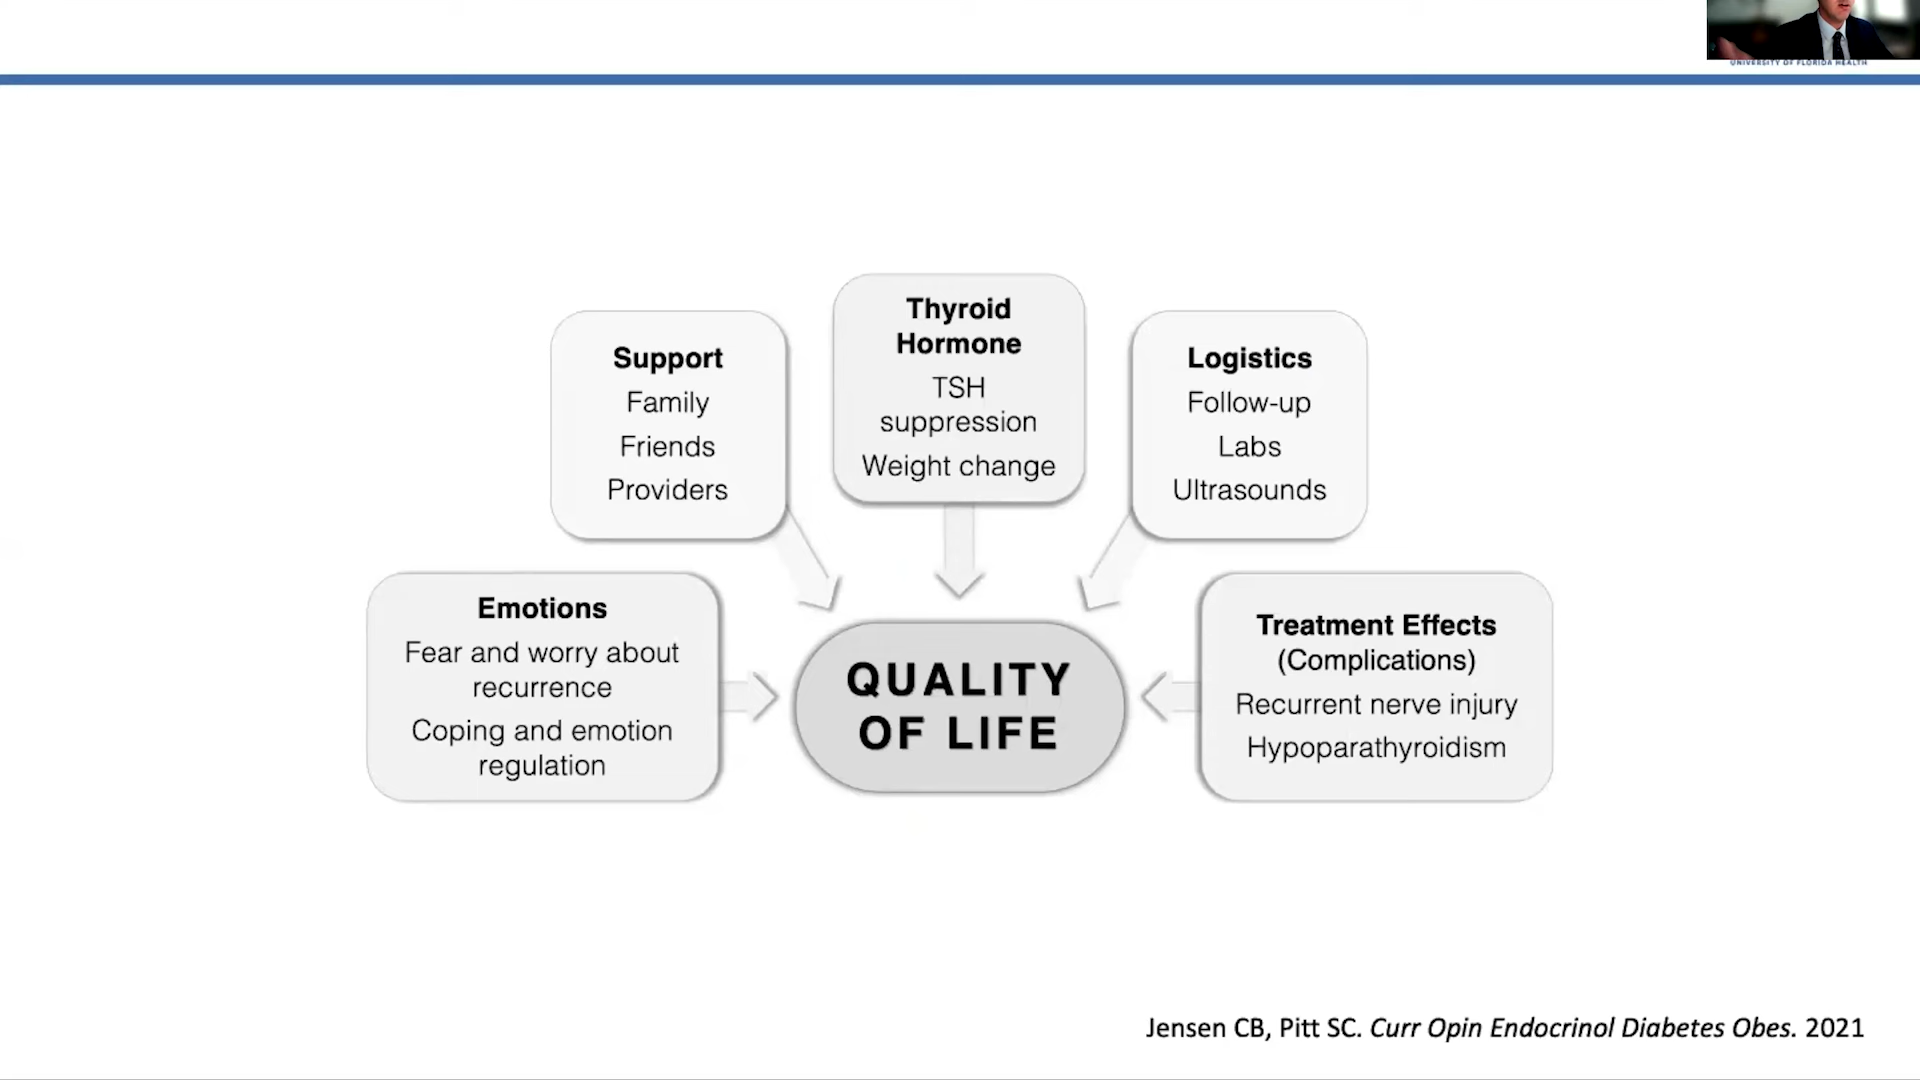 UNIVERSITY OF FLORIDA HEALTH
Thyroid
Hormone
TSH
suppression
Weight change
Support
Family
Friends
Providers
Logistics
Follow-up
Labs
Ultrasounds
Emotions
Fear and worry about
recurrence
Coping and emotion
regulation
QUALITY
OF LIFE
Treatment Effects
(Complications)
Recurrent nerve injury
Hypoparathyroidism
Jensen CB, Pitt SC. Curr Opin Endocrinol Diabetes Obes. 2021